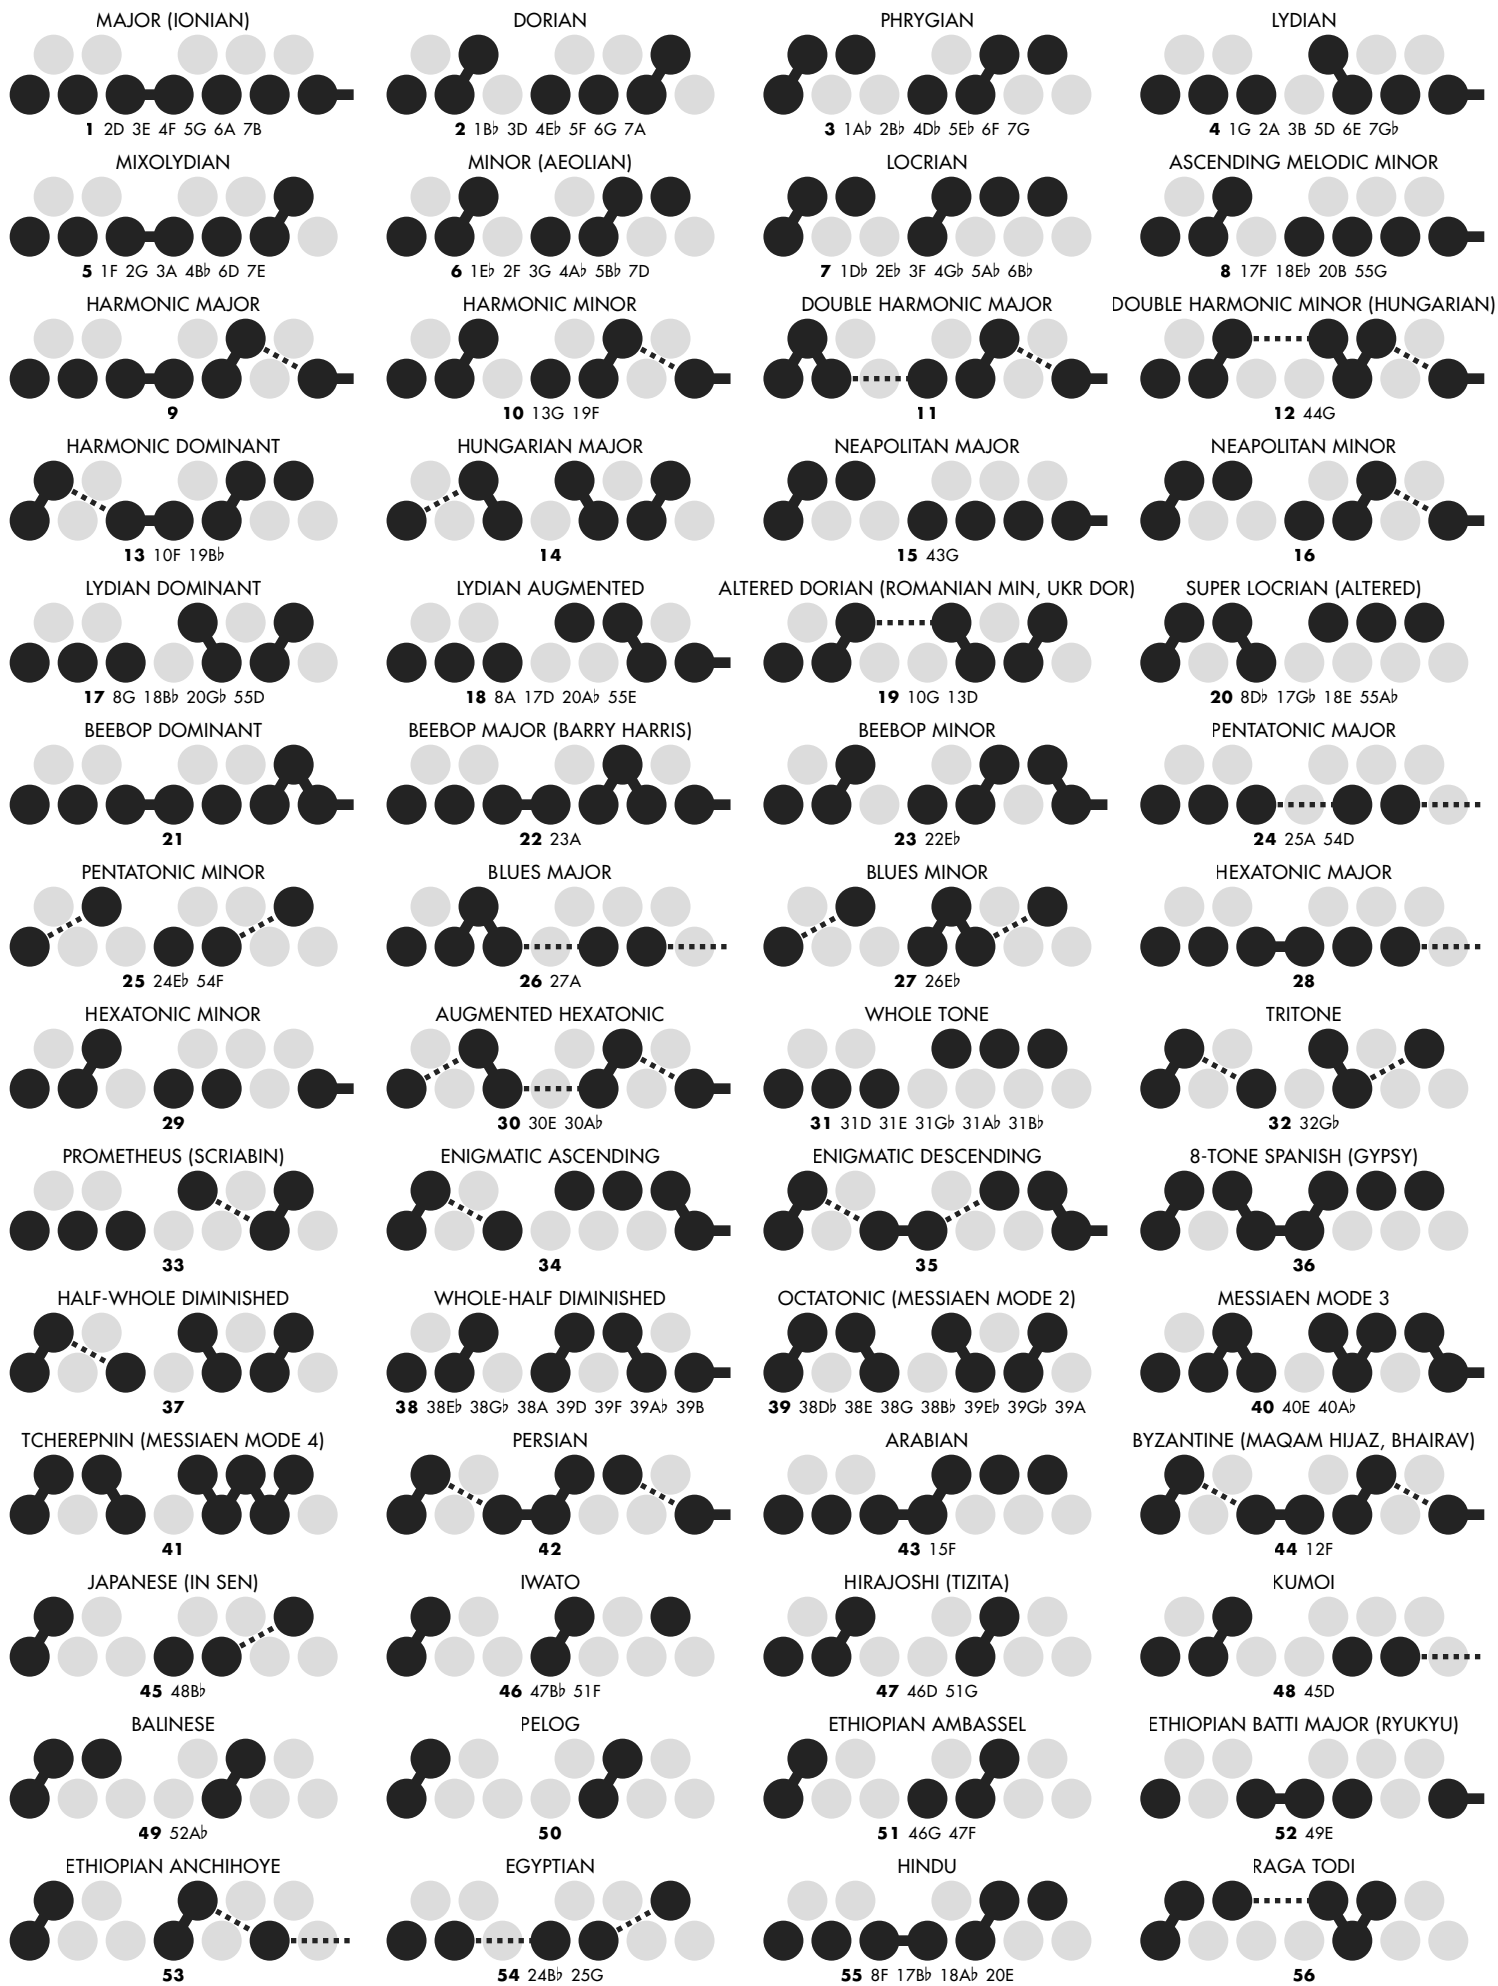 MAJOR (IONIAN)
DORIAN
PHRYGIAN
LYDIAN
1 2D 3E 4F 5G 6A 7B
2 1B♭ 3D 4E♭ 5F 6G 7A
3 1A♭ 2B♭ 4D♭ 5E♭ 6F 7G
4 1G 2A 3B 5D 6E 7G♭
MIXOLYDIAN
MINOR (AEOLIAN)
LOCRIAN
ASCENDING MELODIC MINOR
5 1F 2G 3A 4B♭ 6D 7E
6 1E♭ 2F 3G 4A♭ 5B♭ 7D
7 1D♭ 2E♭ 3F 4G♭ 5A♭ 6B♭
8 17F 18E♭ 20B 55G
HARMONIC MAJOR
HARMONIC MINOR
DOUBLE HARMONIC MAJOR
DOUBLE HARMONIC MINOR (HUNGARIAN)
9
10 13G 19F
11
12 44G
HARMONIC DOMINANT
HUNGARIAN MAJOR
NEAPOLITAN MAJOR
NEAPOLITAN MINOR
13 10F 19B♭
14
15 43G
16
LYDIAN DOMINANT
LYDIAN AUGMENTED
ALTERED DORIAN (ROMANIAN MIN, UKR DOR)
SUPER LOCRIAN (ALTERED)
17 8G 18B♭ 20G♭ 55D
18 8A 17D 20A♭ 55E
19 10G 13D
20 8D♭ 17G♭ 18E 55A♭
BEEBOP DOMINANT
BEEBOP MAJOR (BARRY HARRIS)
BEEBOP MINOR
PENTATONIC MAJOR
21
22 23A
23 22E♭
24 25A 54D
PENTATONIC MINOR
BLUES MAJOR
BLUES MINOR
HEXATONIC MAJOR
25 24E♭ 54F
26 27A
27 26E♭
28
HEXATONIC MINOR
AUGMENTED HEXATONIC
WHOLE TONE
TRITONE
29
30 30E 30A♭
31 31D 31E 31G♭ 31A♭ 31B♭
32 32G♭
PROMETHEUS (SCRIABIN)
ENIGMATIC ASCENDING
ENIGMATIC DESCENDING
8-TONE SPANISH (GYPSY)
33
34
35
36
HALF-WHOLE DIMINISHED
WHOLE-HALF DIMINISHED
OCTATONIC (MESSIAEN MODE 2)
MESSIAEN MODE 3
37
38 38E♭ 38G♭ 38A 39D 39F 39A♭ 39B
39 38D♭ 38E 38G 38B♭ 39E♭ 39G♭ 39A
40 40E 40A♭
TCHEREPNIN (MESSIAEN MODE 4)
PERSIAN
ARABIAN
BYZANTINE (MAQAM HIJAZ, BHAIRAV)
41
42
43 15F
44 12F
JAPANESE (IN SEN)
IWATO
HIRAJOSHI (TIZITA)
KUMOI
45 48B♭
46 47B♭ 51F
47 46D 51G
48 45D
BALINESE
PELOG
ETHIOPIAN AMBASSEL
ETHIOPIAN BATTI MAJOR (RYUKYU)
49 52A♭
50
51 46G 47F
52 49E
ETHIOPIAN ANCHIHOYE
EGYPTIAN
HINDU
RAGA TODI
53
54 24B♭ 25G
55 8F 17B♭ 18A♭ 20E
56